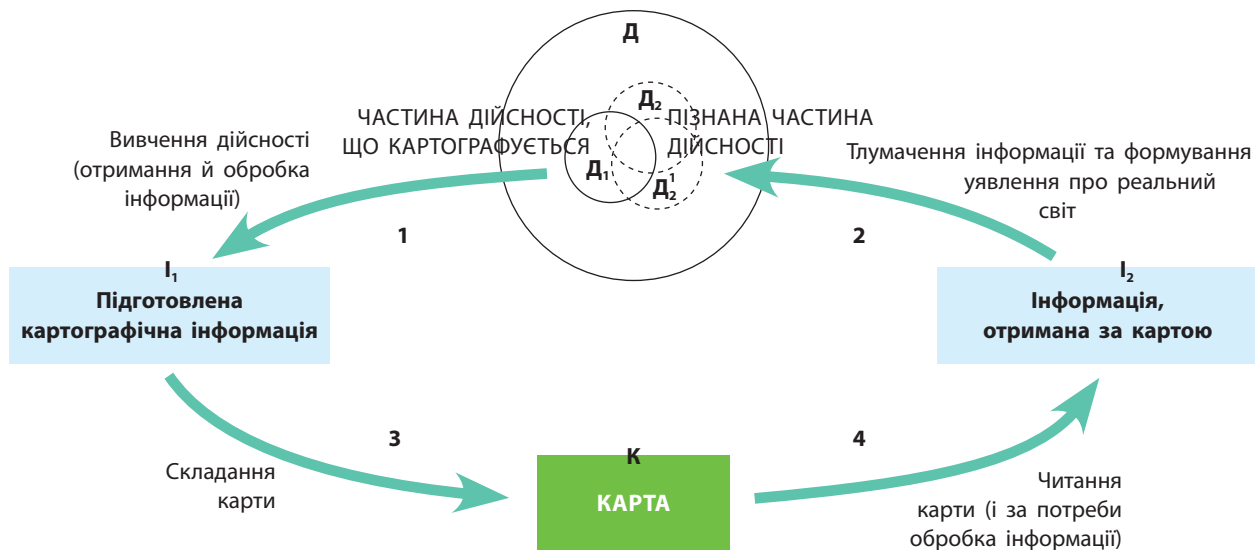 Д
Д₂
ЧАСТИНА ДІЙСНОСТІ,
ЩО КАРТОГРАФУЄТЬСЯ
ПІЗНАНА ЧАСТИНА
ДІЙСНОСТІ
Д₁
Д₂¹
Вивчення дійсності
(отримання й обробка
інформації)
Тлумачення інформації та формування
уявлення про реальний
світ
1
2
І₁
Підготовлена
картографічна інформація
І₂
Інформація,
отримана за картою
3
4
Складання
карти
К
КАРТА
Читання
карти (і за потреби
обробка інформації)